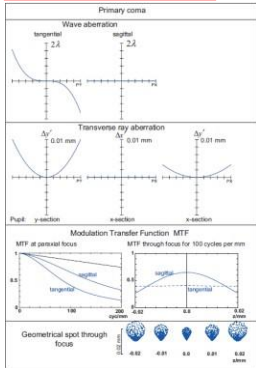 Primary coma
Wave aberration
tangential sagittal
2λ 2λ
Transverse ray aberration
Δy' Δx' Δy'
0.01 mm 0.01 mm 0.01 mm
Pupil: y-section x-section x-section
Modulation Transfer Function MTF
MTF at paraxial focus MTF through focus for 100 cycles per mm
1 1
sagittal sagittal
0.5 0.5
tangential tangential
0 0
0 100 200 -0.02 0.0 0.02
cyc/mm z/mm
Geometrical spot through
focus
0.02 mm
-0.02 -0.01 0.0 0.01 0.02
z/mm